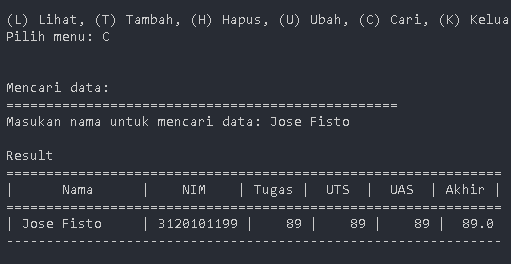 (L) Lihat, (T) Tambah, (H) Hapus, (U) Ubah, (C) Cari, (K) Kelua
Pilih menu: C
Mencari data:
=================================================
Masukan nama untuk mencari data: Jose Fisto
Result
==============================================================
|      Nama      |    NIM    | Tugas |  UTS  |  UAS  | Akhir |
==============================================================
| Jose Fisto     | 3120101199 |    89 |    89 |    89 |  89.0
--------------------------------------------------------------